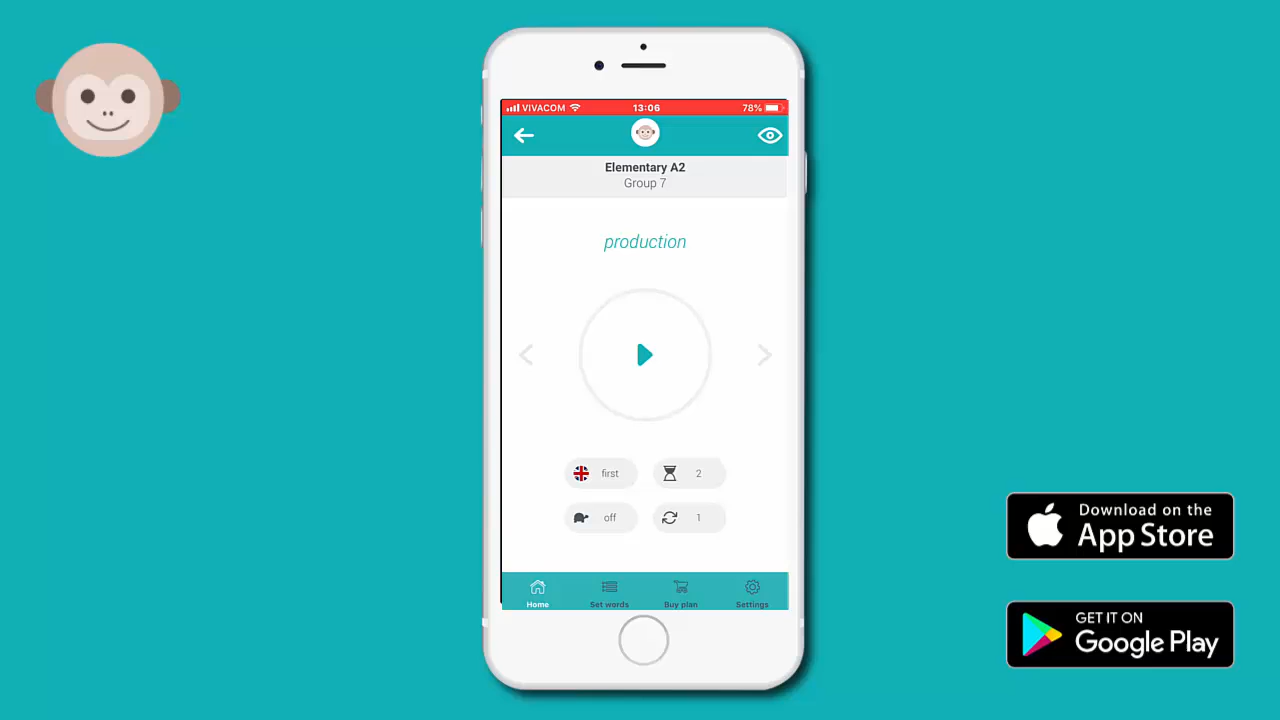 VIVACOM 13:06 78%
Elementary A2
Group 7
production
first 2
off 1
Home Set words Buy plan Settings
Download on the
App Store
GET IT ON
Google Play